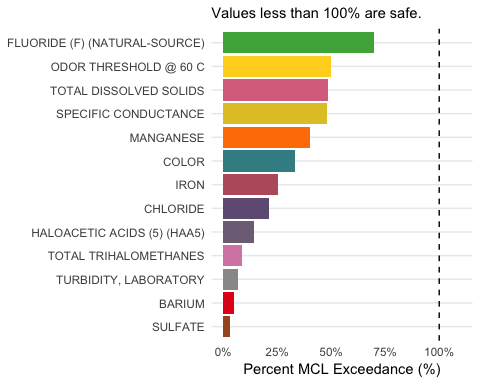 Values less than 100% are safe.
FLUORIDE (F) (NATURAL-SOURCE)
ODOR THRESHOLD @ 60 C
TOTAL DISSOLVED SOLIDS
SPECIFIC CONDUCTANCE
MANGANESE
COLOR
IRON
CHLORIDE
HALOACETIC ACIDS (5) (HAA5)
TOTAL TRIHALOMETHANES
TURBIDITY, LABORATORY
BARIUM
SULFATE
0% 25% 50% 75% 100%
Percent MCL Exceedance (%)